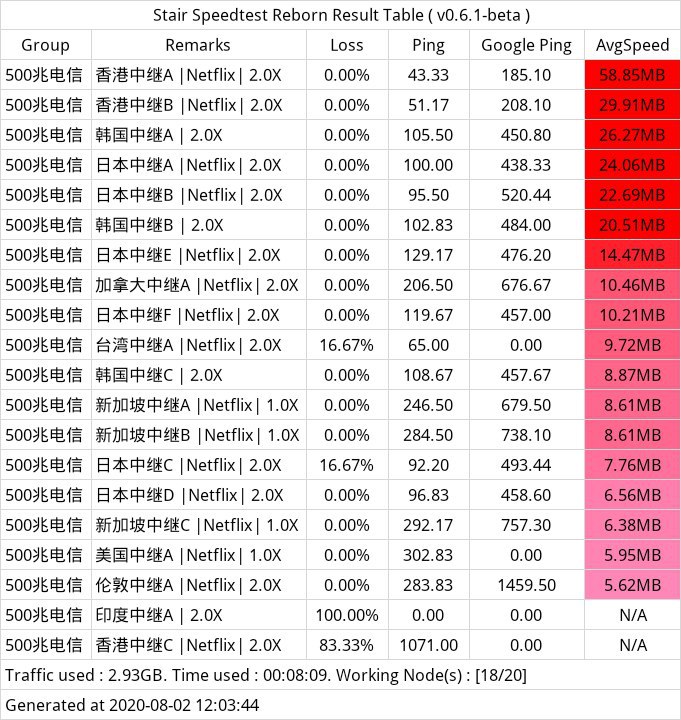 Stair Speedtest Reborn Result Table ( v0.6.1-beta )
Group Remarks Loss Ping Google Ping AvgSpeed
500兆电信 香港中继A |Netflix| 2.0X 0.00% 43.33 185.10 58.85MB
500兆电信 香港中继B |Netflix| 2.0X 0.00% 51.17 208.10 29.91MB
500兆电信 韩国中继A | 2.0X 0.00% 105.50 450.80 26.27MB
500兆电信 日本中继A |Netflix| 2.0X 0.00% 100.00 438.33 24.06MB
500兆电信 日本中继B |Netflix| 2.0X 0.00% 95.50 520.44 22.69MB
500兆电信 韩国中继B | 2.0X 0.00% 102.83 484.00 20.51MB
500兆电信 日本中继E |Netflix| 2.0X 0.00% 129.17 476.20 14.47MB
500兆电信 加拿大中继A |Netflix| 2.0X 0.00% 206.50 676.67 10.46MB
500兆电信 日本中继F |Netflix| 2.0X 0.00% 119.67 457.00 10.21MB
500兆电信 台湾中继A |Netflix| 2.0X 16.67% 65.00 0.00 9.72MB
500兆电信 韩国中继C | 2.0X 0.00% 108.67 457.67 8.87MB
500兆电信 新加坡中继A |Netflix| 1.0X 0.00% 246.50 679.50 8.61MB
500兆电信 新加坡中继B |Netflix| 1.0X 0.00% 284.50 738.10 8.61MB
500兆电信 日本中继C |Netflix| 2.0X 16.67% 92.20 493.44 7.76MB
500兆电信 日本中继D |Netflix| 2.0X 0.00% 96.83 458.60 6.56MB
500兆电信 新加坡中继C |Netflix| 1.0X 0.00% 292.17 757.30 6.38MB
500兆电信 美国中继A |Netflix| 1.0X 0.00% 302.83 0.00 5.95MB
500兆电信 伦敦中继A |Netflix| 2.0X 0.00% 283.83 1459.50 5.62MB
500兆电信 印度中继A | 2.0X 100.00% 0.00 0.00 N/A
500兆电信 香港中继C |Netflix| 2.0X 83.33% 1071.00 0.00 N/A
Traffic used : 2.93GB. Time used : 00:08:09. Working Node(s) : [18/20]
Generated at 2020-08-02 12:03:44